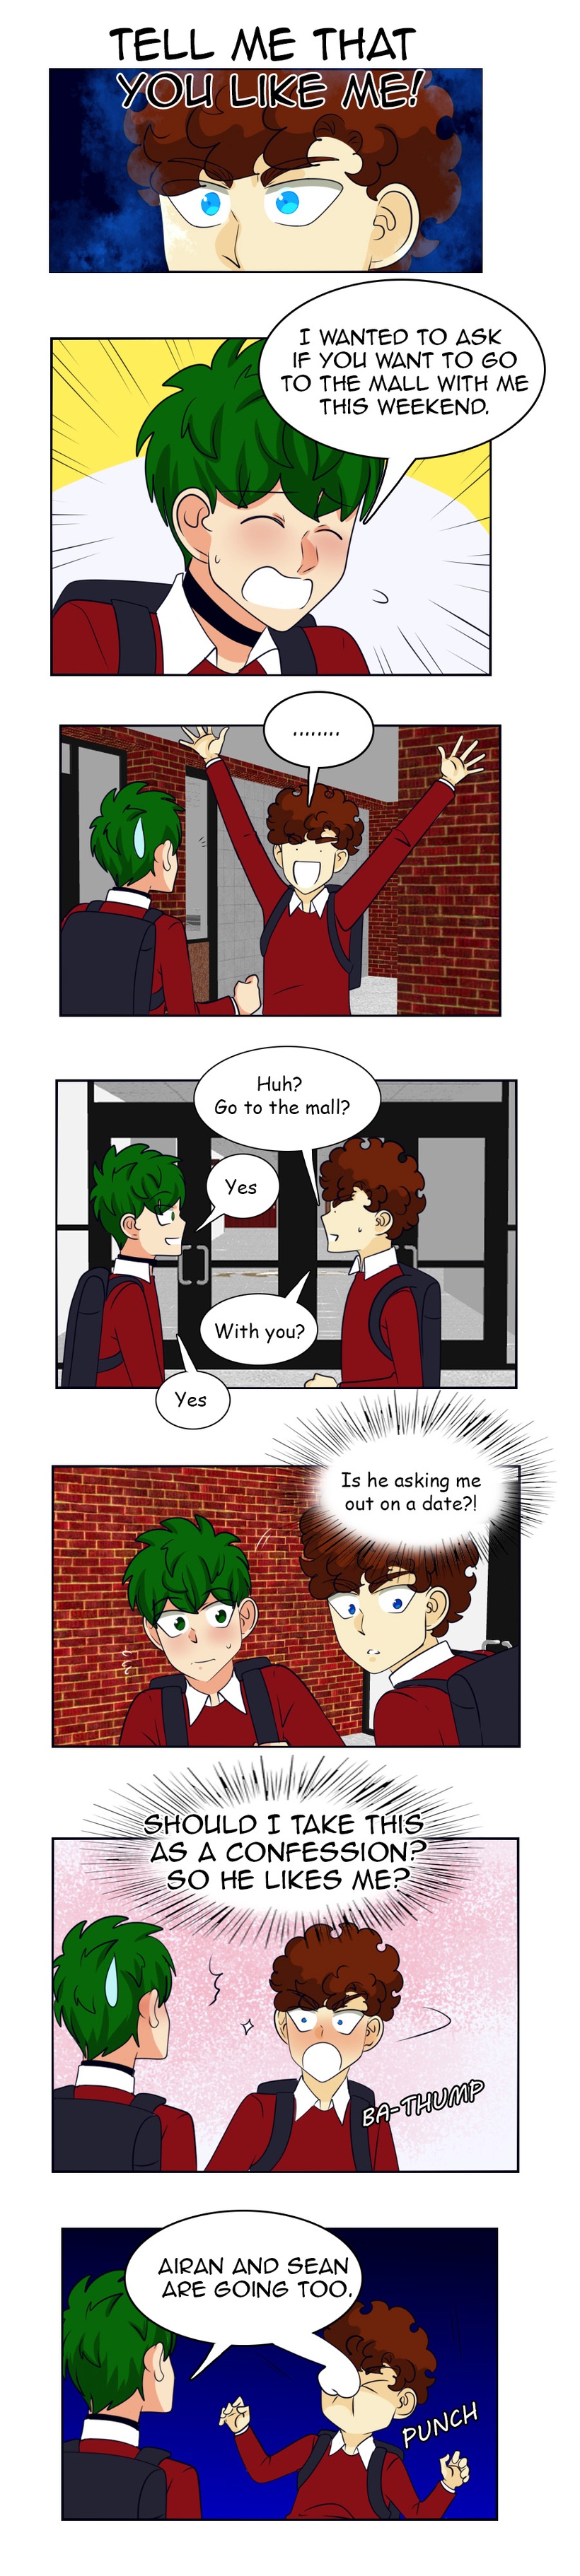 TELL ME THAT
YOU LIKE ME!
I WANTED TO ASK
IF YOU WANT TO GO
TO THE MALL WITH ME
THIS WEEKEND.
........
Huh?
Go to the mall?
Yes
With you?
Yes
Is he asking me
out on a date?!
SHOULD I TAKE THIS
AS A CONFESSION?
SO HE LIKES ME?
BA-THUMP
AIRAN AND SEAN
ARE GOING TOO.
PUNCH